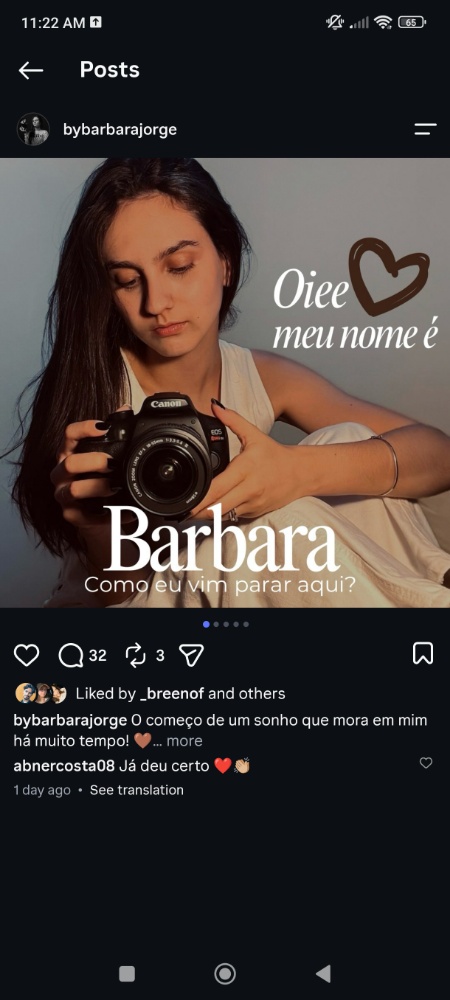 11:22 AM
65
Posts
bybarbarajorge
Oiee
meu nome é
Canon
EOS
Barbara
Como eu vim parar aqui?
32
3
Liked by _breenof and others
bybarbarajorge O começo de um sonho que mora em mim
há muito tempo! 🤎... more
abnercosta08 Já deu certo ❤️👏🏼
1 day ago • See translation